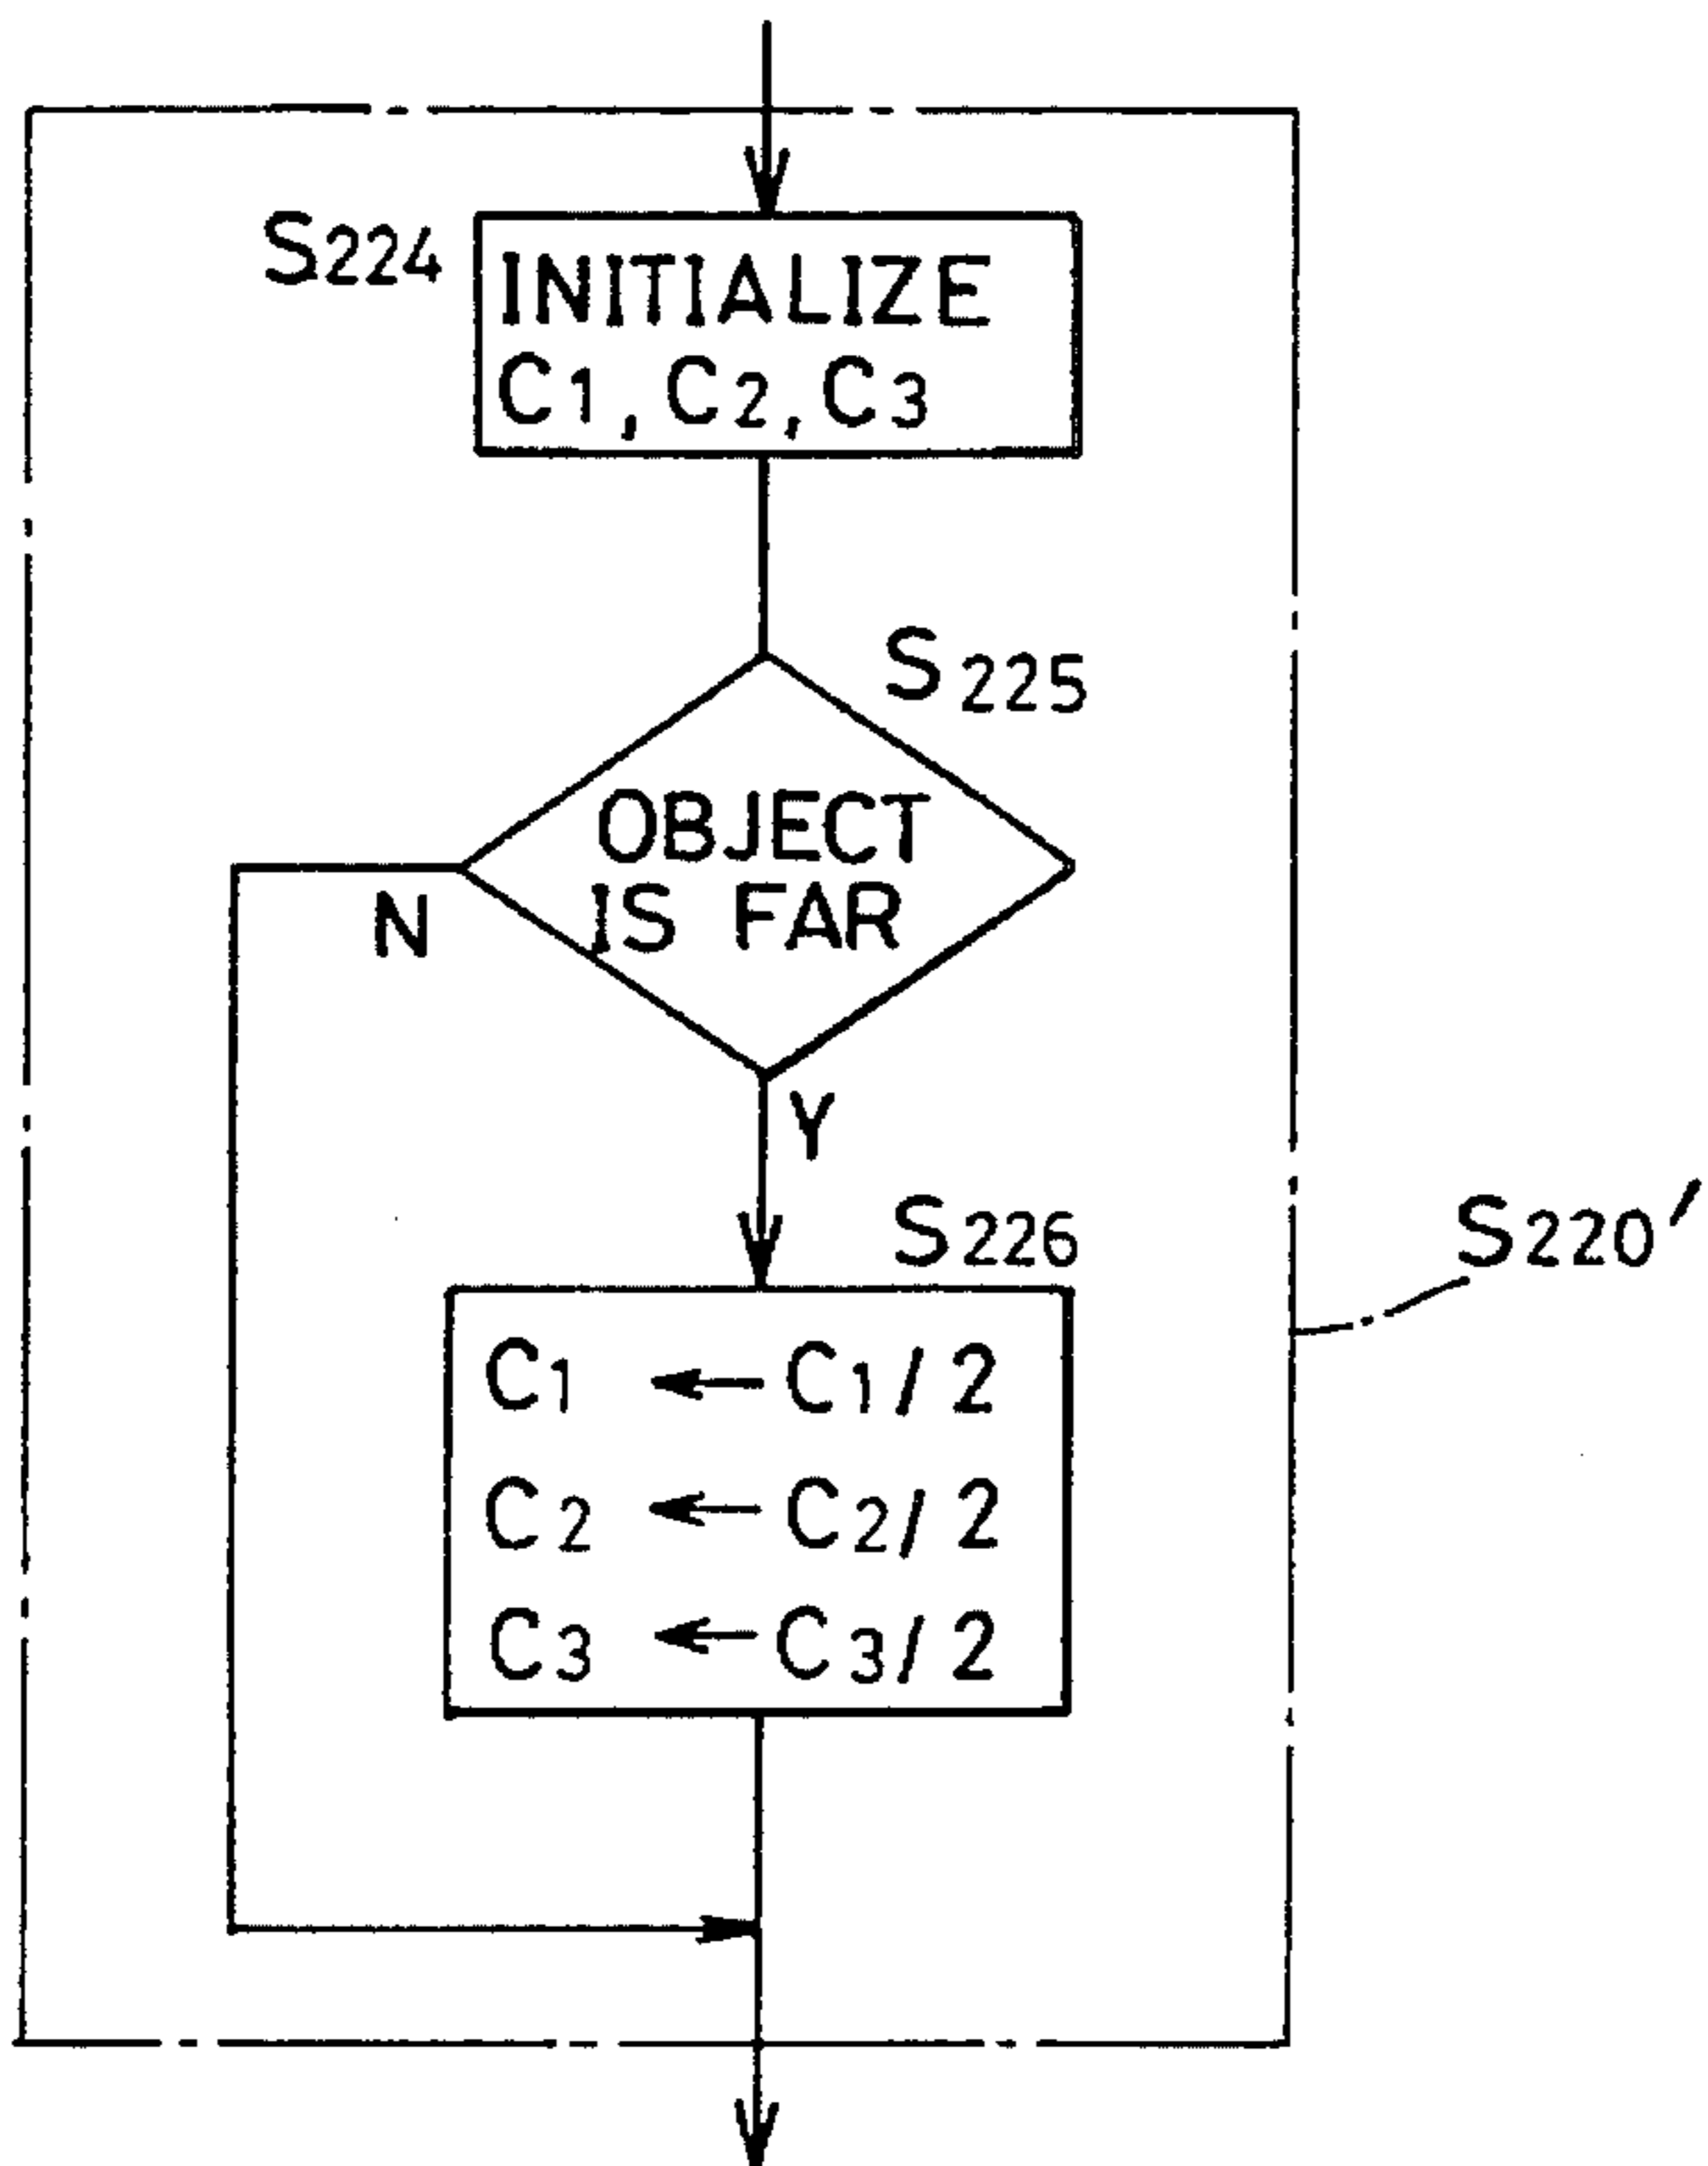 S224
INITIALIZE
C1, C2, C3
S225
OBJECT
IS FAR
N
Y
S226
S220'
C1 ← C1/2
C2 ← C2/2
C3 ← C3/2